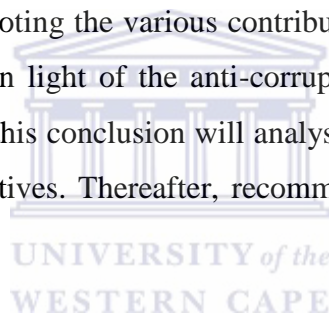 oting the various contribu
n light of the anti-corrup
his conclusion will analys
tives. Thereafter, recomm
UNIVERSITY of the
WESTERN CAPE